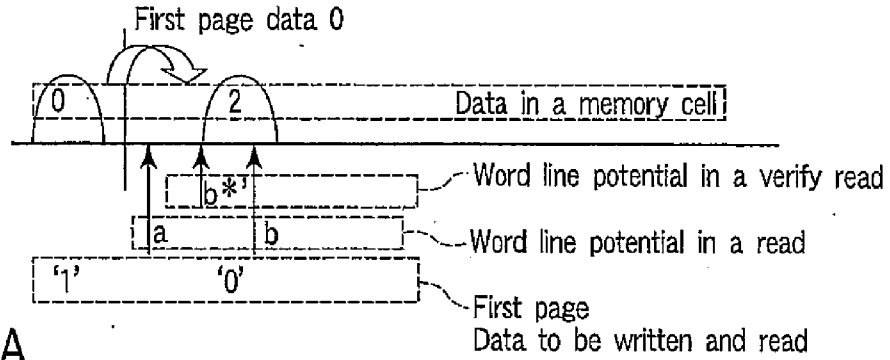 First page data 0
0 2 Data in a memory cell
b*' Word line potential in a verify read
a b Word line potential in a read
'1' '0'
First page
Data to be written and read
A